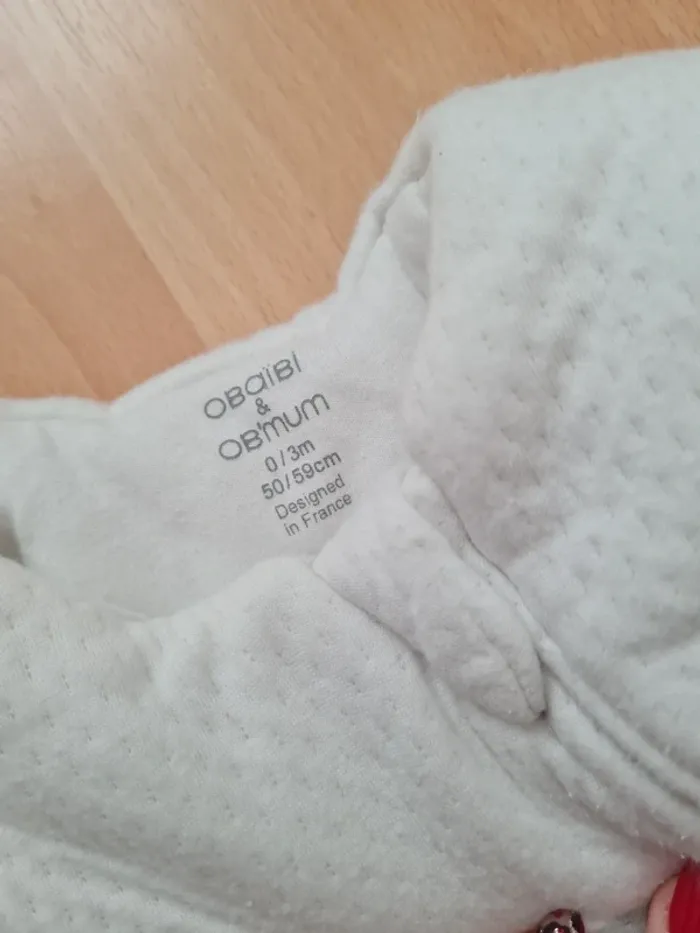 OBaïBi
&
OB'mum
0/3m
50/59cm
Designed
in France